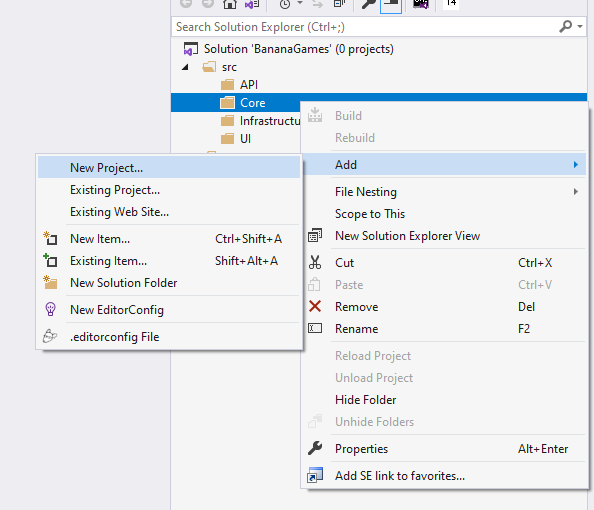 14
Search Solution Explorer (Ctrl+;)
Solution 'BananaGames' (0 projects)
src
API
Core
Infrastructu
UI
Build
Rebuild
Add
File Nesting
Scope to This
New Solution Explorer View
Cut Ctrl+X
Paste Ctrl+V
Remove Del
Rename F2
Reload Project
Unload Project
Hide Folder
Unhide Folders
Properties Alt+Enter
Add SE link to favorites...
New Project...
Existing Project...
Existing Web Site...
New Item... Ctrl+Shift+A
Existing Item... Shift+Alt+A
New Solution Folder
New EditorConfig
.editorconfig File